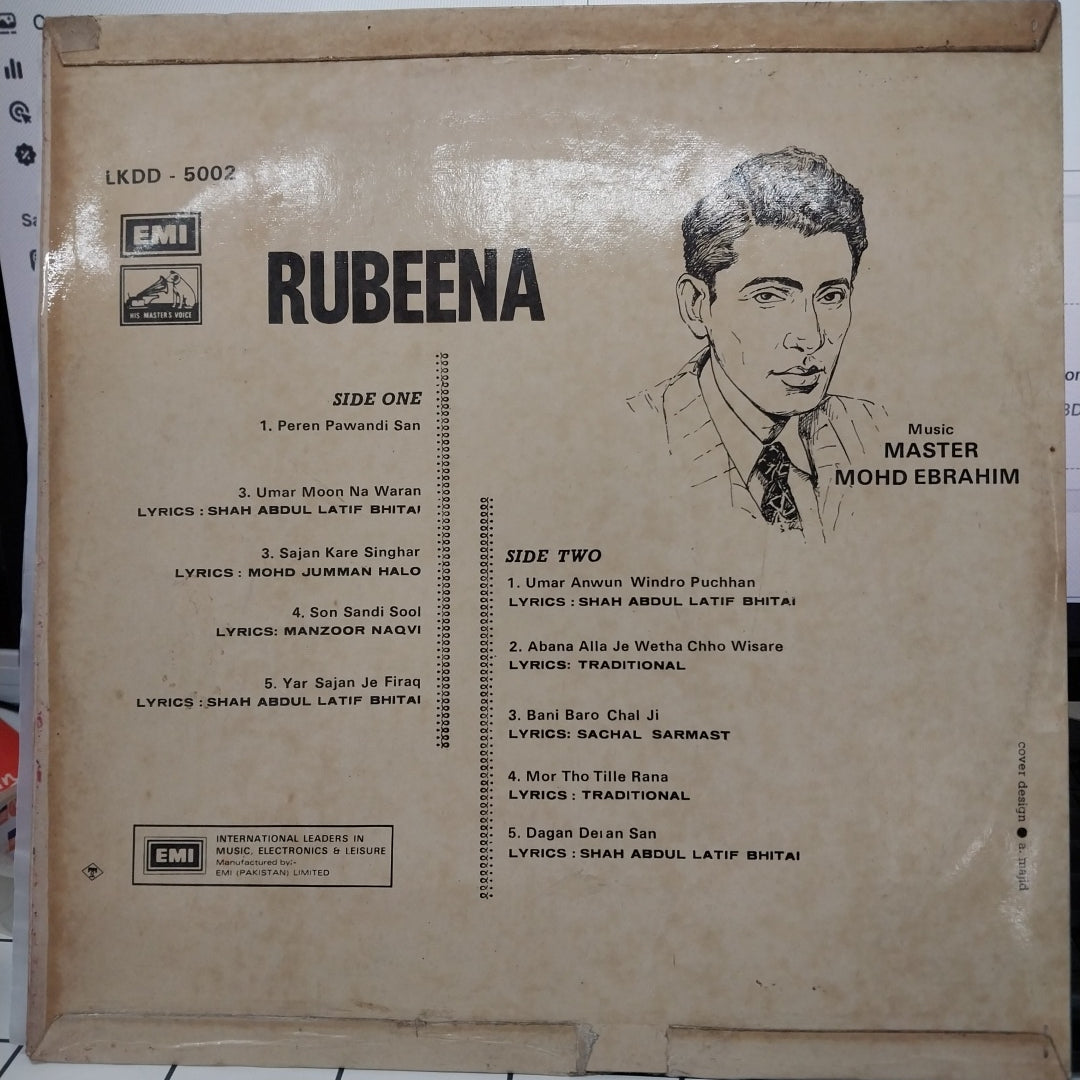 LKDD - 5002
EMI
HIS MASTER'S VOICE
RUBEENA
SIDE ONE
1. Peren Pawandi San
3. Umar Moon Na Waran
LYRICS : SHAH ABDUL LATIF BHITAI
3. Sajan Kare Singhar
LYRICS : MOHD JUMMAN HALO
4. Son Sandi Sool
LYRICS: MANZOOR NAQVI
5. Yar Sajan Je Firaq
LYRICS : SHAH ABDUL LATIF BHITAI
Music
MASTER
MOHD EBRAHIM
SIDE TWO
1. Umar Anwun Windro Puchhan
LYRICS : SHAH ABDUL LATIF BHITAI
2. Abana Alla Je Wetha Chho Wisare
LYRICS: TRADITIONAL
3. Bani Baro Chal Ji
LYRICS: SACHAL SARMAST
4. Mor Tho Tille Rana
LYRICS : TRADITIONAL
5. Dagan San
LYRICS : SHAH ABDUL LATIF BHITAI
cover design ● a. majid
EMI
INTERNATIONAL LEADERS IN
MUSIC, ELECTRONICS & LEISURE
Manufactured by:-
EMI (PAKISTAN) LIMITED